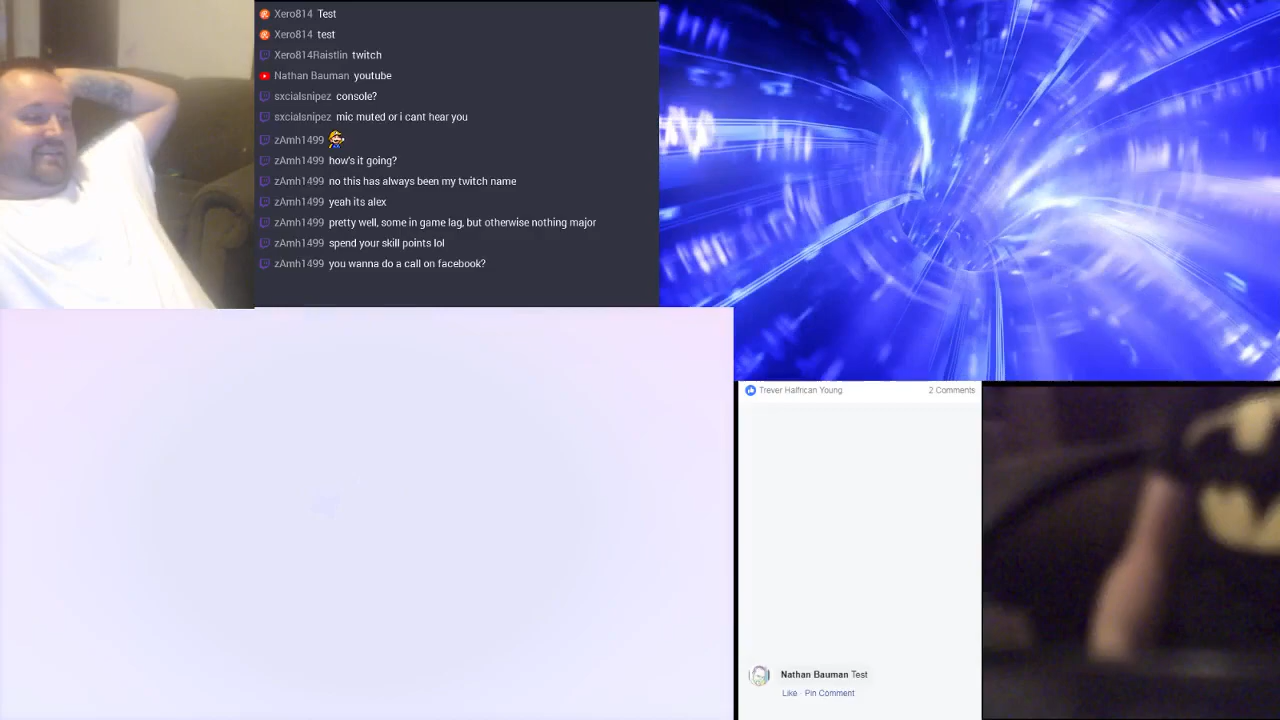 Xero814 Test
Xero814 test
Xero814Raistlin twitch
Nathan Bauman youtube
sxcialsnipez console?
sxcialsnipez mic muted or i cant hear you
zAmh1499
zAmh1499 how's it going?
zAmh1499 no this has always been my twitch name
zAmh1499 yeah its alex
zAmh1499 pretty well, some in game lag, but otherwise nothing major
zAmh1499 spend your skill points lol
zAmh1499 you wanna do a call on facebook?
Trever Halfrican Young 2 Comments
Nathan Bauman Test
Like · Pin Comment